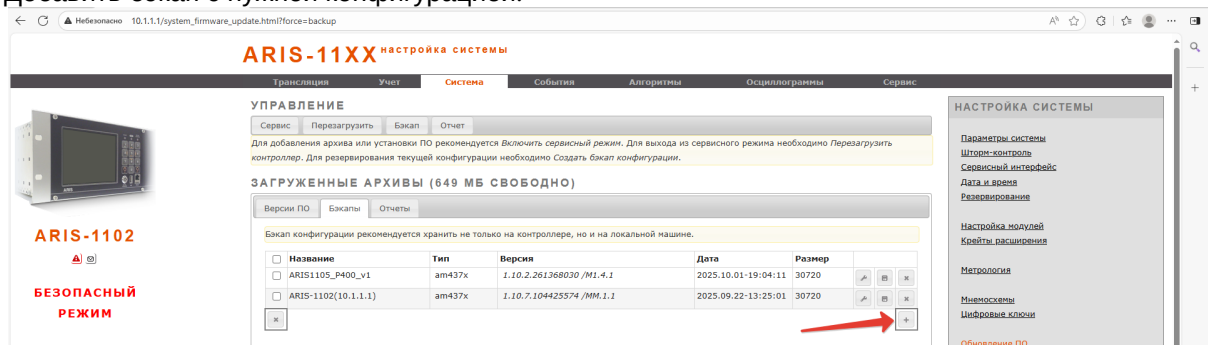 Добавить бэкап с нужной конфигурацией.
Небезопасно 10.1.1.1/system_firmware_update.html?force=backup
ARIS-11XX настройка системы
Трансляция Учет Система События Алгоритмы Осциллограммы Сервис
УПРАВЛЕНИЕ
Сервис Перезагрузить Бэкап Отчет
Для добавления архива или установки ПО рекомендуется Включить сервисный режим. Для выхода из сервисного режима необходимо Перезагрузить
контроллер. Для резервирования текущей конфигурации необходимо Создать бэкап конфигурации.
ЗАГРУЖЕННЫЕ АРХИВЫ (649 МБ СВОБОДНО)
Версии ПО Бэкапы Отчеты
Бэкап конфигурации рекомендуется хранить не только на контроллере, но и на локальной машине.
Название Тип Версия Дата Размер
ARIS1105_P400_v1 am437x 1.10.2.261368030 /M1.4.1 2025.10.01-19:04:11 30720
ARIS-1102(10.1.1.1) am437x 1.10.7.104425574 /MM.1.1 2025.09.22-13:25:01 30720
ARIS-1102
БЕЗОПАСНЫЙ
РЕЖИМ
НАСТРОЙКА СИСТЕМЫ
Параметры системы
Шторм-контроль
Сервисный интерфейс
Дата и время
Резервирование
Настройка модулей
Крейты расширения
Метрология
Мнемосхемы
Цифровые ключи
Обновление ПО